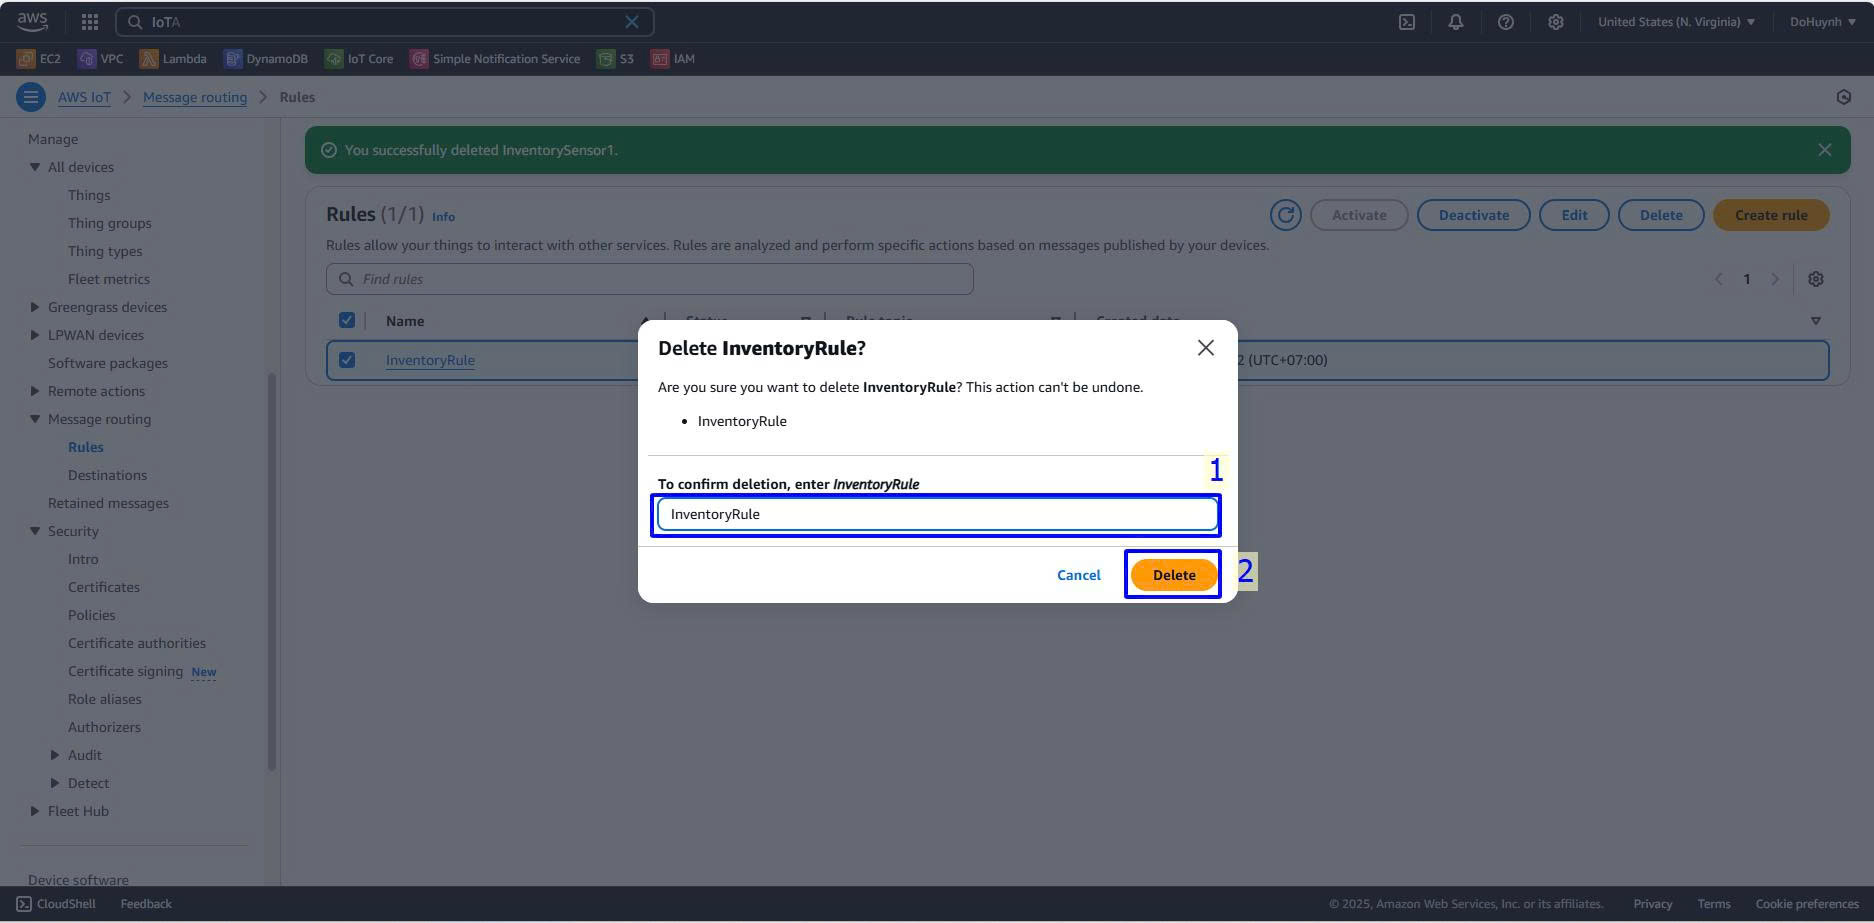 aws
IoTA
United States (N. Virginia)
DoHuynh
EC2
VPC
Lambda
DynamoDB
IoT Core
Simple Notification Service
S3
IAM
AWS IoT
Message routing
Rules
Manage
All devices
Things
Thing groups
Thing types
Fleet metrics
Greengrass devices
LPWAN devices
Software packages
Remote actions
Message routing
Rules
Destinations
Retained messages
Security
Intro
Certificates
Policies
Certificate authorities
Certificate signing New
Role aliases
Authorizers
Audit
Detect
Fleet Hub
Device software
You successfully deleted InventorySensor1.
Rules (1/1) Info
Activate
Deactivate
Edit
Delete
Create rule
Rules allow your things to interact with other services. Rules are analyzed and perform specific actions based on messages published by your devices.
Find rules
1
Name
Status
Rule topic
Created date
InventoryRule
2 (UTC+07:00)
Delete InventoryRule?
Are you sure you want to delete InventoryRule? This action can't be undone.
• InventoryRule
1
To confirm deletion, enter InventoryRule
InventoryRule
Cancel
Delete
2
CloudShell
Feedback
© 2025, Amazon Web Services, Inc. or its affiliates.
Privacy
Terms
Cookie preferences